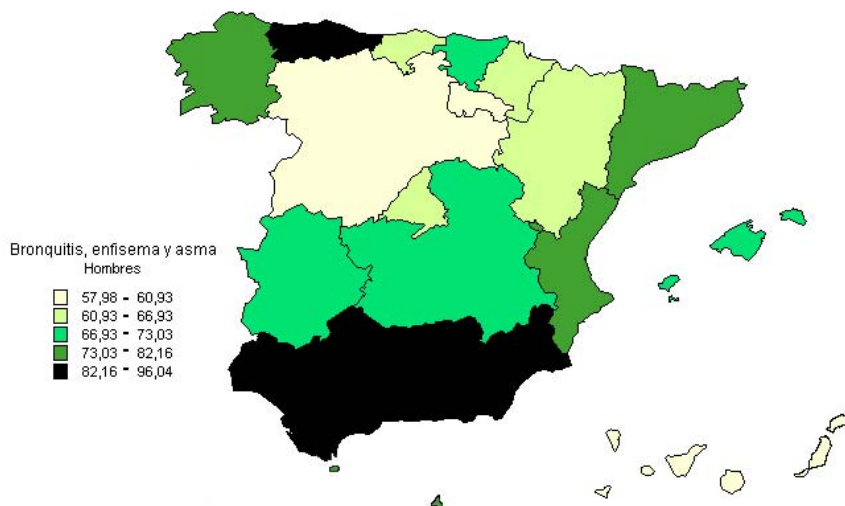 Bronquitis, enfisema y asma
Hombres
57,98 - 60,93
60,93 - 66,93
66,93 - 73,03
73,03 - 82,16
82,16 - 96,04